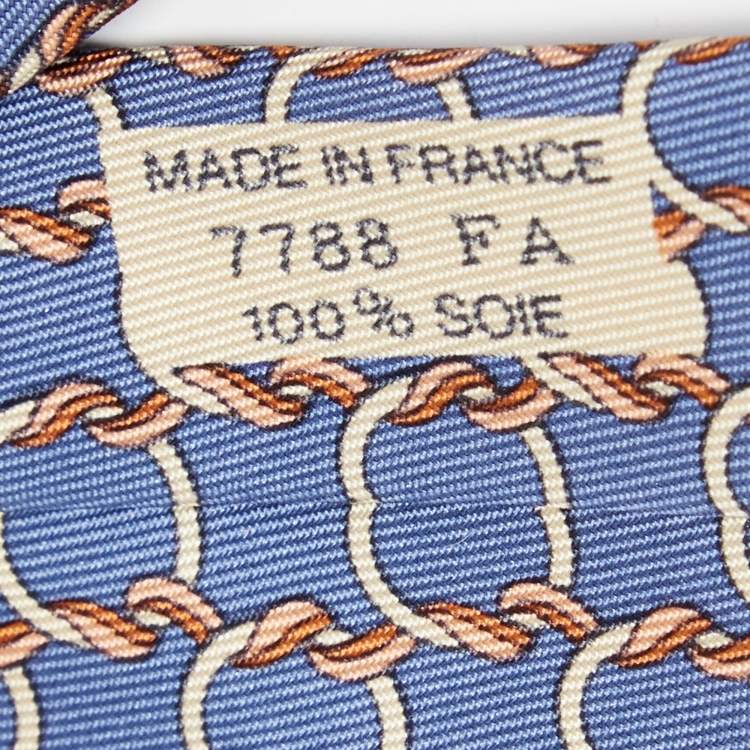 MADE IN FRANCE
7788 FA
100% SOIE